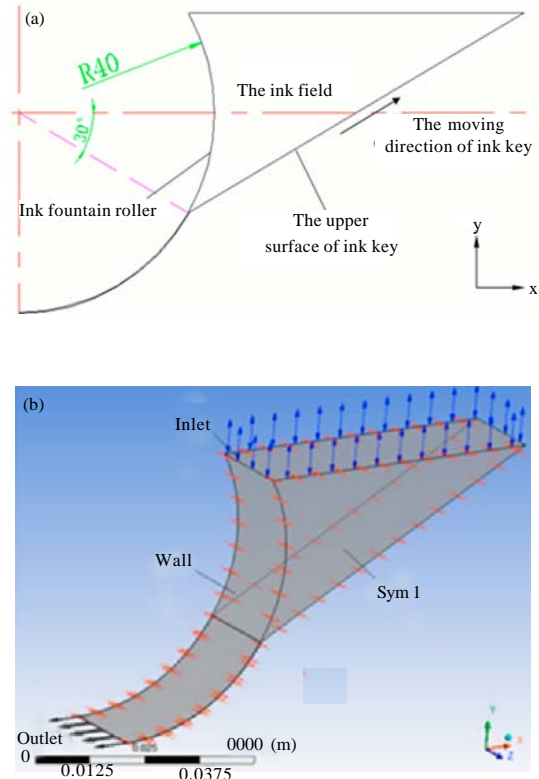 (a)
R40
The ink field
30°
The moving
direction of ink key
Ink fountain roller
The upper
surface of ink key
y
x
(b)
Inlet
Wall
Sym 1
Outlet
0
0.025
0000 (m)
0.0125
0.0375
Y
X
Z